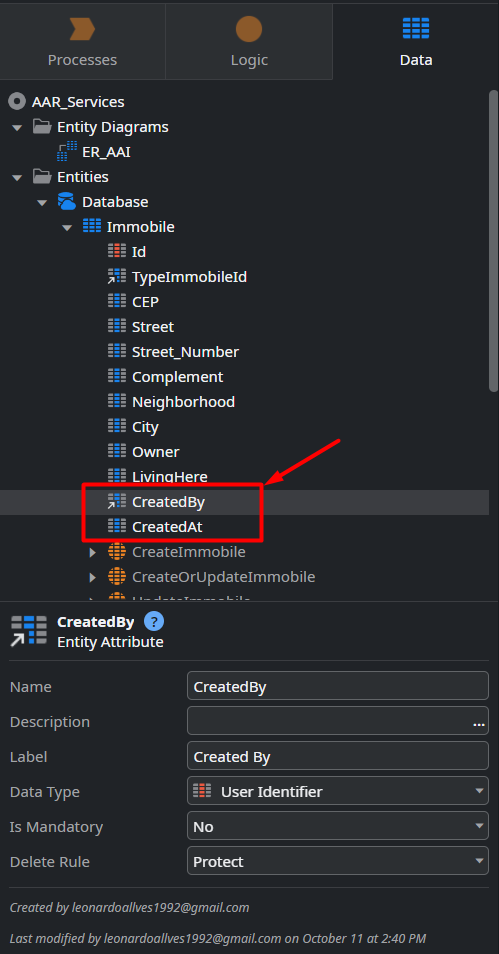 Processes
Logic
Data
AAR_Services
Entity Diagrams
ER_AAI
Entities
Database
Immobile
Id
TypeImmobileId
CEP
Street
Street_Number
Complement
Neighborhood
City
Owner
LivingHere
CreatedBy
CreatedAt
CreateImmobile
CreateOrUpdateImmobile
UpdateImmobile
CreatedBy ?
Entity Attribute
Name CreatedBy
Description ...
Label Created By
Data Type User Identifier
Is Mandatory No
Delete Rule Protect
Created by leonardoallves1992@gmail.com
Last modified by leonardoallves1992@gmail.com on October 11 at 2:40 PM